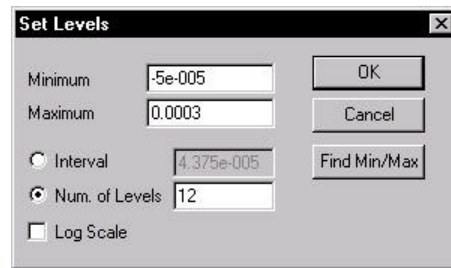 Set Levels
Minimum -5e-005 OK
Maximum 0.0003 Cancel
Interval 4.375e-005 Find Min/Max
Num. of Levels 12
Log Scale